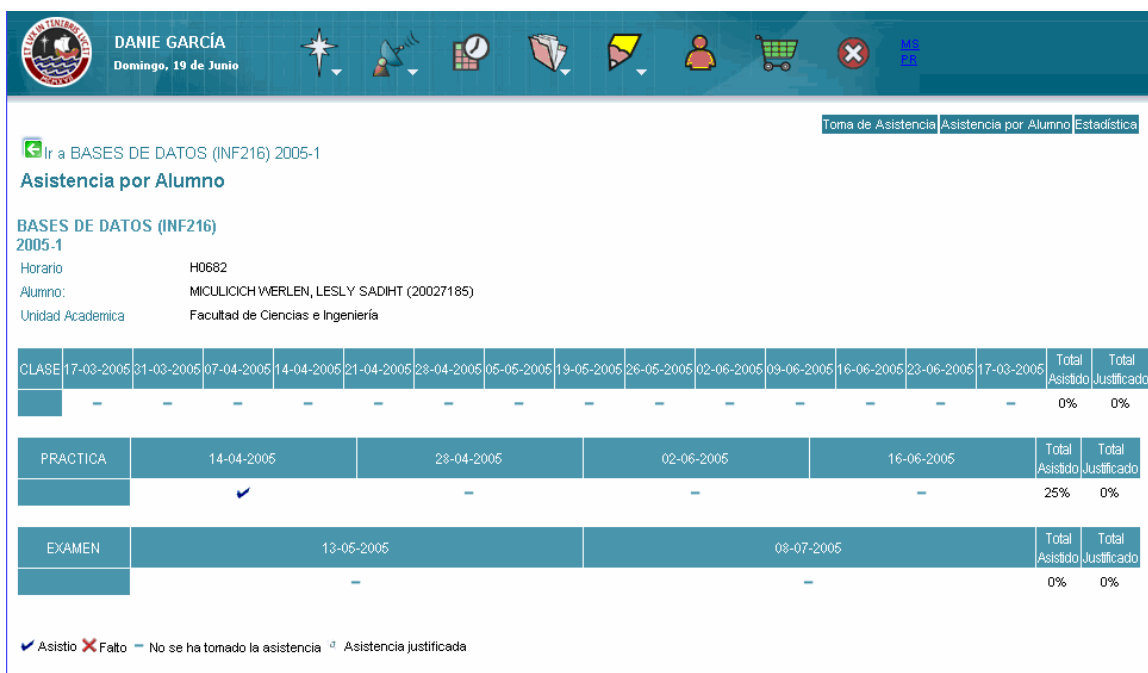 ET LVX IN TENEBRIS LVCET
MCMXVII
DANIE GARCÍA
Domingo, 19 de Junio
MS
PR
Toma de Asistencia Asistencia por Alumno Estadística
Ir a BASES DE DATOS (INF216) 2005-1
Asistencia por Alumno
BASES DE DATOS (INF216)
2005-1
Horario H0682
Alumno: MICULICICH WERLEN, LESLY SADIHT (20027185)
Unidad Academica Facultad de Ciencias e Ingeniería
CLASE 17-03-2005 31-03-2005 07-04-2005 14-04-2005 21-04-2005 28-04-2005 05-05-2005 19-05-2005 26-05-2005 02-06-2005 09-06-2005 16-06-2005 23-06-2005 17-03-2005 Total Asistido Total Justificado
– – – – – – – – – – – – – – 0% 0%
PRACTICA 14-04-2005 28-04-2005 02-06-2005 16-06-2005 Total Asistido Total Justificado
✔ – – – 25% 0%
EXAMEN 13-05-2005 08-07-2005 Total Asistido Total Justificado
– – 0% 0%
✔ Asistio ✘ Falto – No se ha tomado la asistencia Asistencia justificada